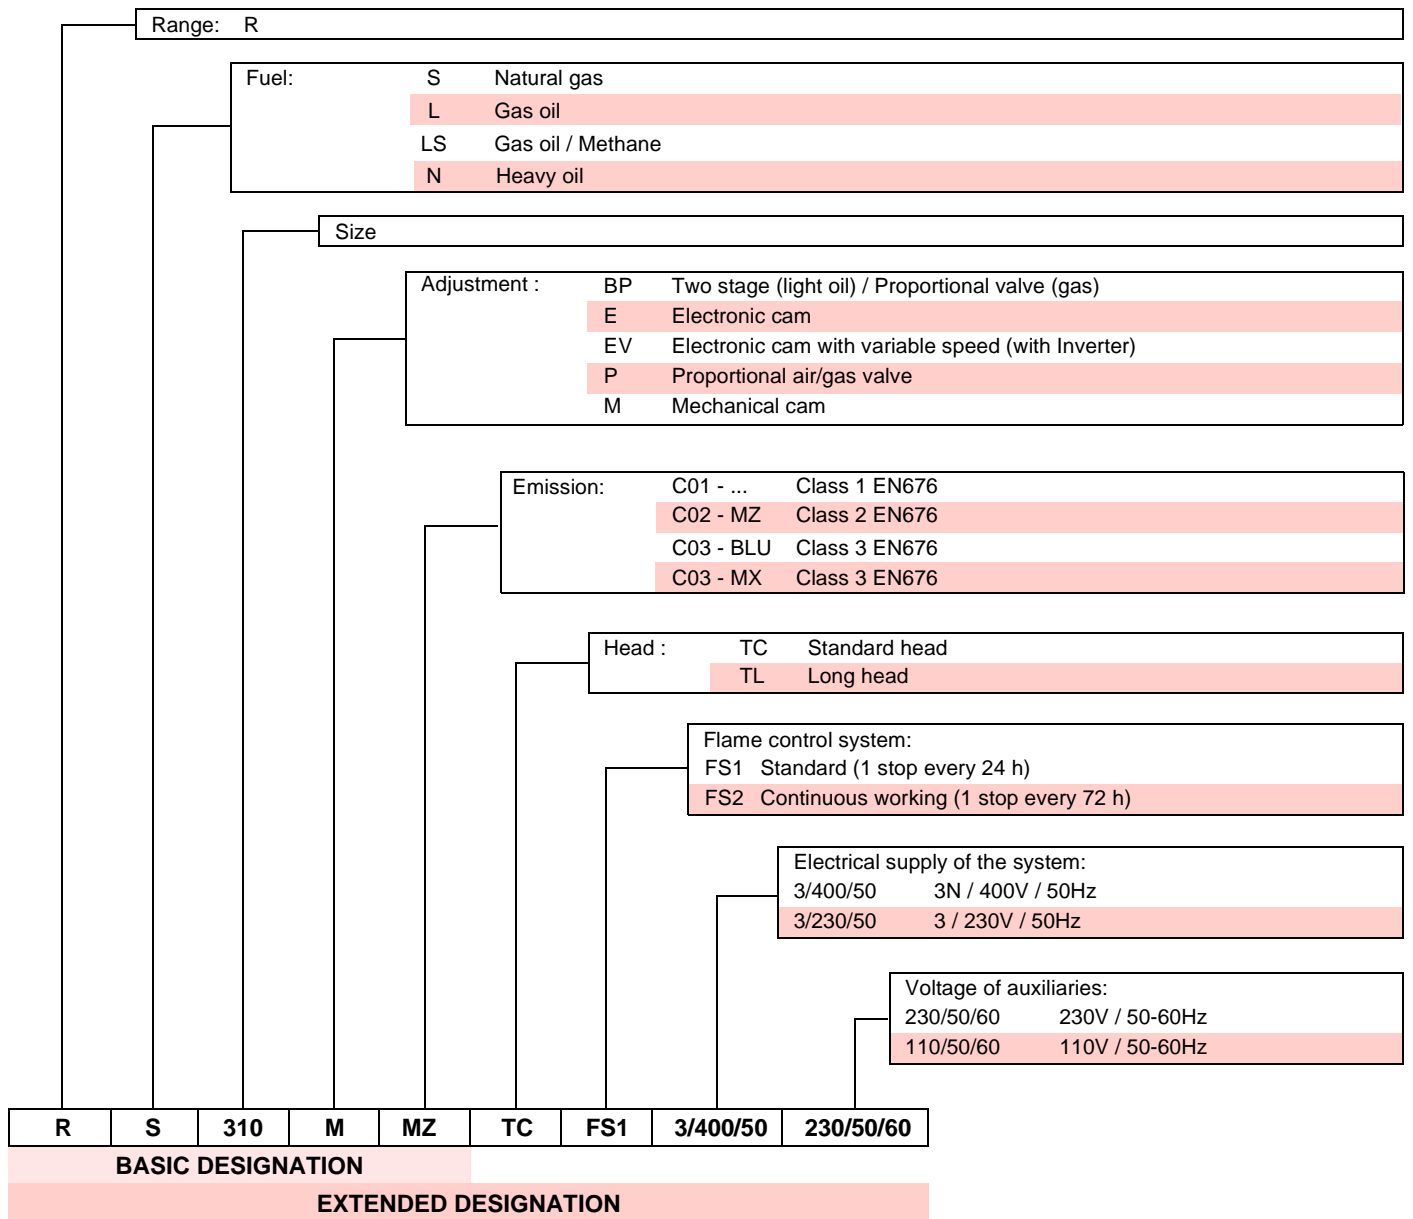 Range: R
Fuel: S Natural gas
L Gas oil
LS Gas oil / Methane
N Heavy oil
Size
Adjustment : BP Two stage (light oil) / Proportional valve (gas)
E Electronic cam
EV Electronic cam with variable speed (with Inverter)
P Proportional air/gas valve
M Mechanical cam
Emission: C01 - ... Class 1 EN676
C02 - MZ Class 2 EN676
C03 - BLU Class 3 EN676
C03 - MX Class 3 EN676
Head : TC Standard head
TL Long head
Flame control system:
FS1 Standard (1 stop every 24 h)
FS2 Continuous working (1 stop every 72 h)
Electrical supply of the system:
3/400/50 3N / 400V / 50Hz
3/230/50 3 / 230V / 50Hz
Voltage of auxiliaries:
230/50/60 230V / 50-60Hz
110/50/60 110V / 50-60Hz
R S 310 M MZ TC FS1 3/400/50 230/50/60
BASIC DESIGNATION
EXTENDED DESIGNATION